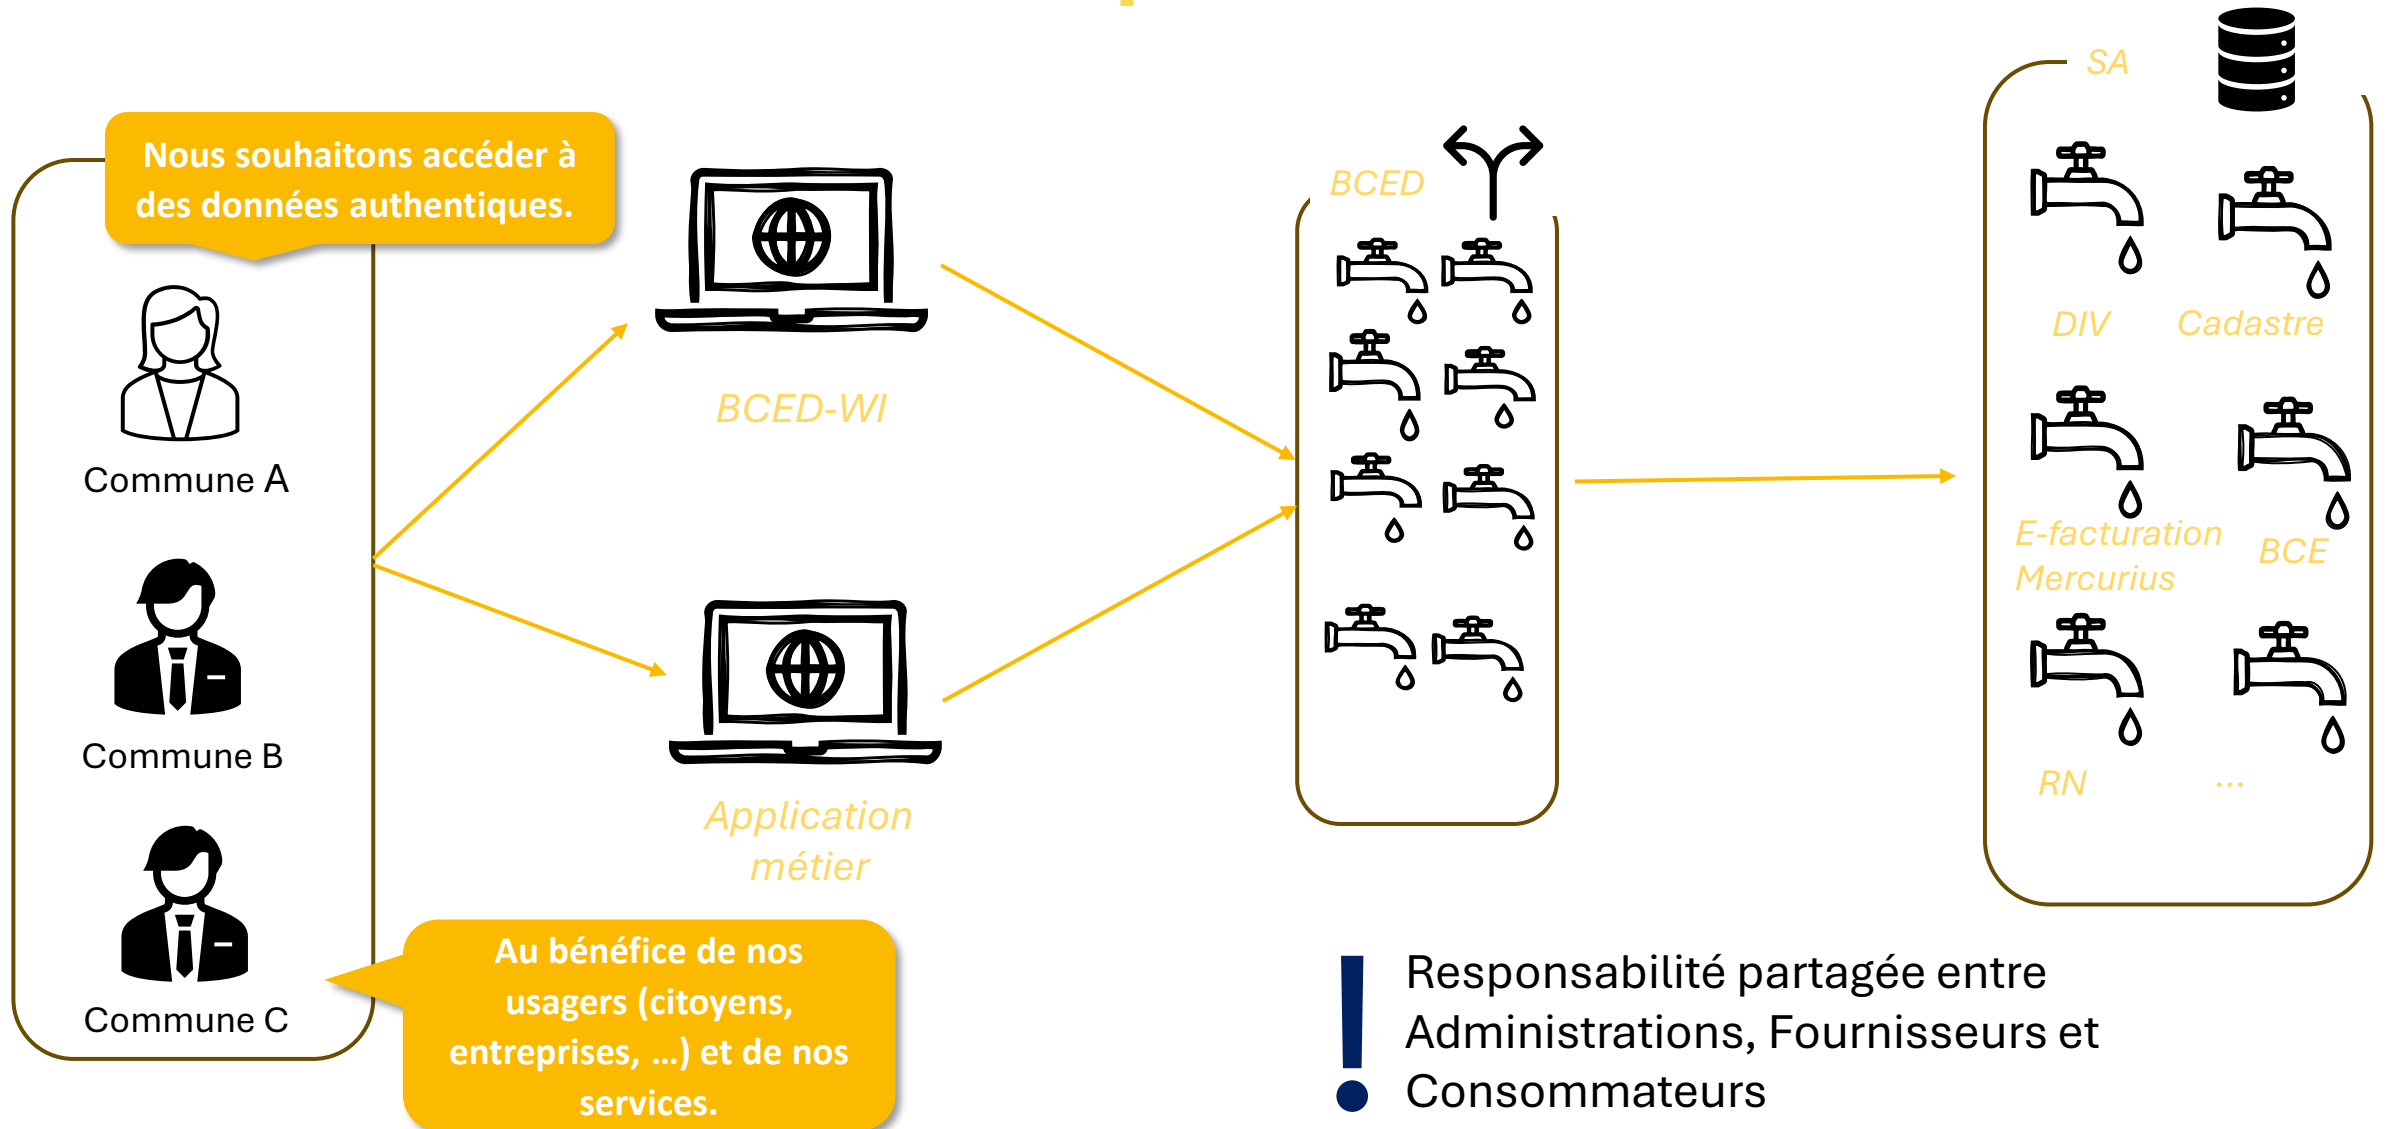 Nous souhaitons accéder à
des données authentiques.
Commune A
Commune B
Commune C
Au bénéfice de nos
usagers (citoyens,
entreprises, ...) et de nos
services.
BCED-WI
Application
métier
BCED
SA
DIV
Cadastre
E-facturation
Mercurius
BCE
RN
...
!
Responsabilité partagée entre
Administrations, Fournisseurs et
Consommateurs